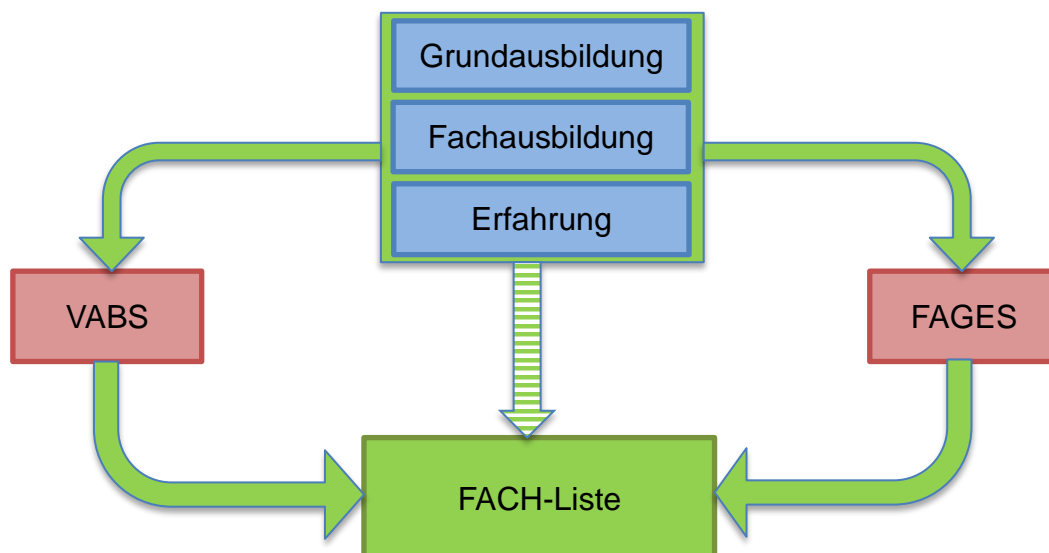 Grundausbildung
Fachausbildung
Erfahrung
VABS
FAGES
FACH-Liste